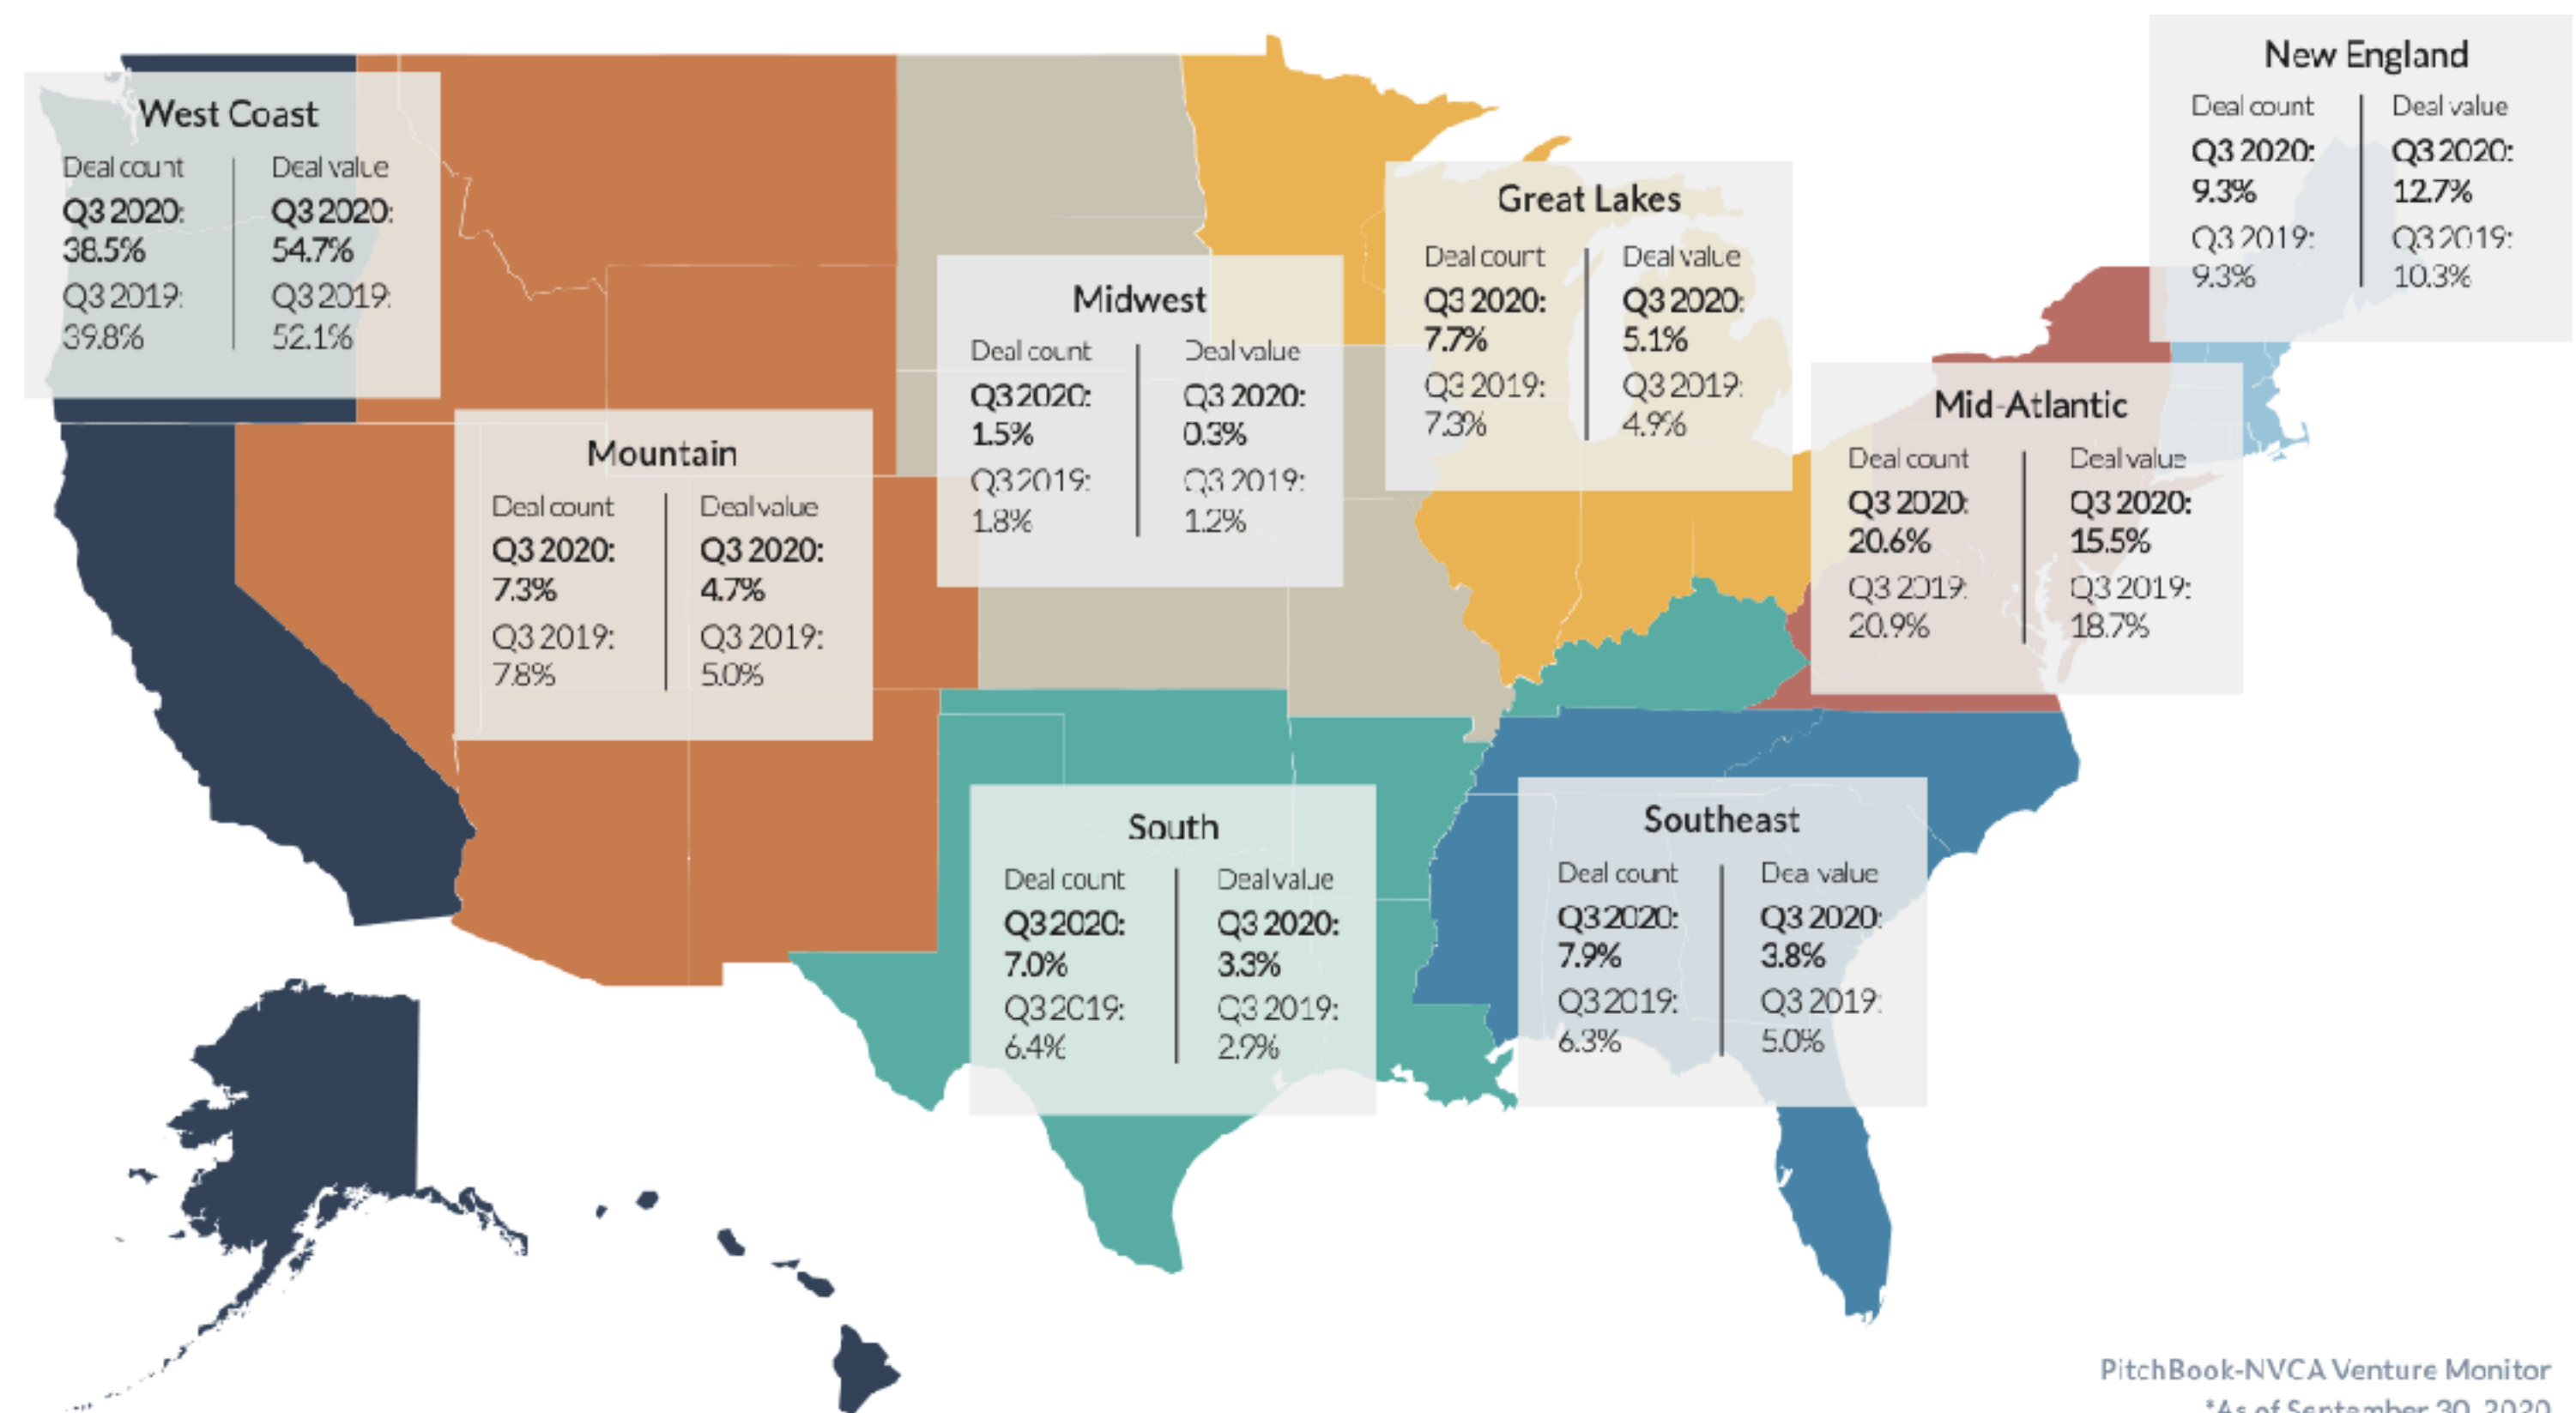 West Coast
Deal count
Deal value
Q3 2020:
38.5%
Q3 2019:
39.8%
Q3 2020:
54.7%
Q3 2019:
52.1%
Mountain
Deal count
Deal value
Q3 2020:
7.3%
Q3 2019:
7.8%
Q3 2020:
4.7%
Q3 2019:
5.0%
Midwest
Deal count
Deal value
Q3 2020:
1.5%
Q3 2019:
1.8%
Q3 2020:
0.3%
Q3 2019:
1.2%
Great Lakes
Deal count
Deal value
Q3 2020:
7.7%
Q3 2019:
7.3%
Q3 2020:
5.1%
Q3 2019:
4.9%
New England
Deal count
Deal value
Q3 2020:
9.3%
Q3 2019:
9.3%
Q3 2020:
12.7%
Q3 2019:
10.3%
Mid-Atlantic
Deal count
Deal value
Q3 2020:
20.6%
Q3 2019:
20.9%
Q3 2020:
15.5%
Q3 2019:
18.7%
South
Deal count
Deal value
Q3 2020:
7.0%
Q3 2019:
6.4%
Q3 2020:
3.3%
Q3 2019:
2.9%
Southeast
Deal count
Deal value
Q3 2020:
7.9%
Q3 2019:
6.3%
Q3 2020:
3.8%
Q3 2019:
5.0%
PitchBook-NVCA Venture Monitor
*As of September 30, 2020